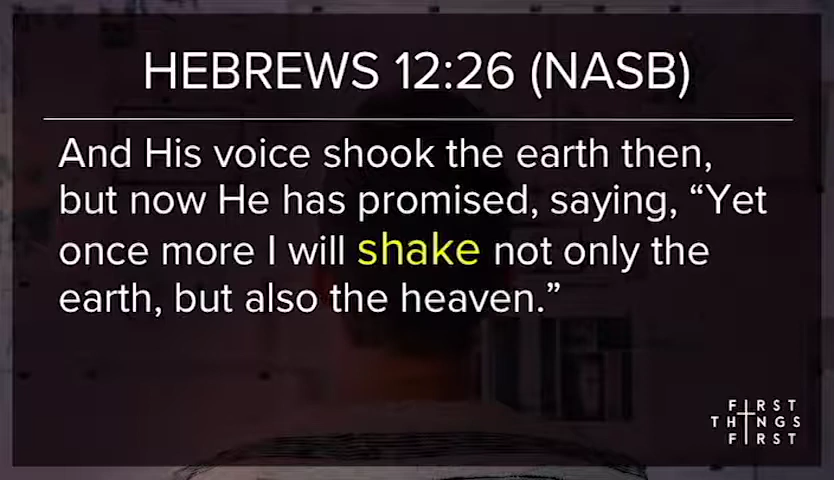 HEBREWS 12:26 (NASB)
And His voice shook the earth then,
but now He has promised, saying, “Yet
once more I will shake not only the
earth, but also the heaven.”
FIRST
THINGS
FIRST